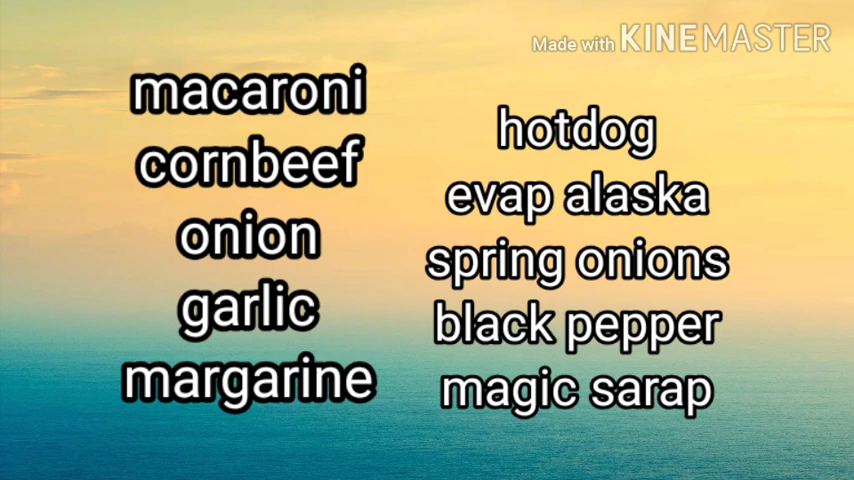 Made with KINEMASTER
macaroni
cornbeef
onion
garlic
margarine
hotdog
evap alaska
spring onions
black pepper
magic sarap